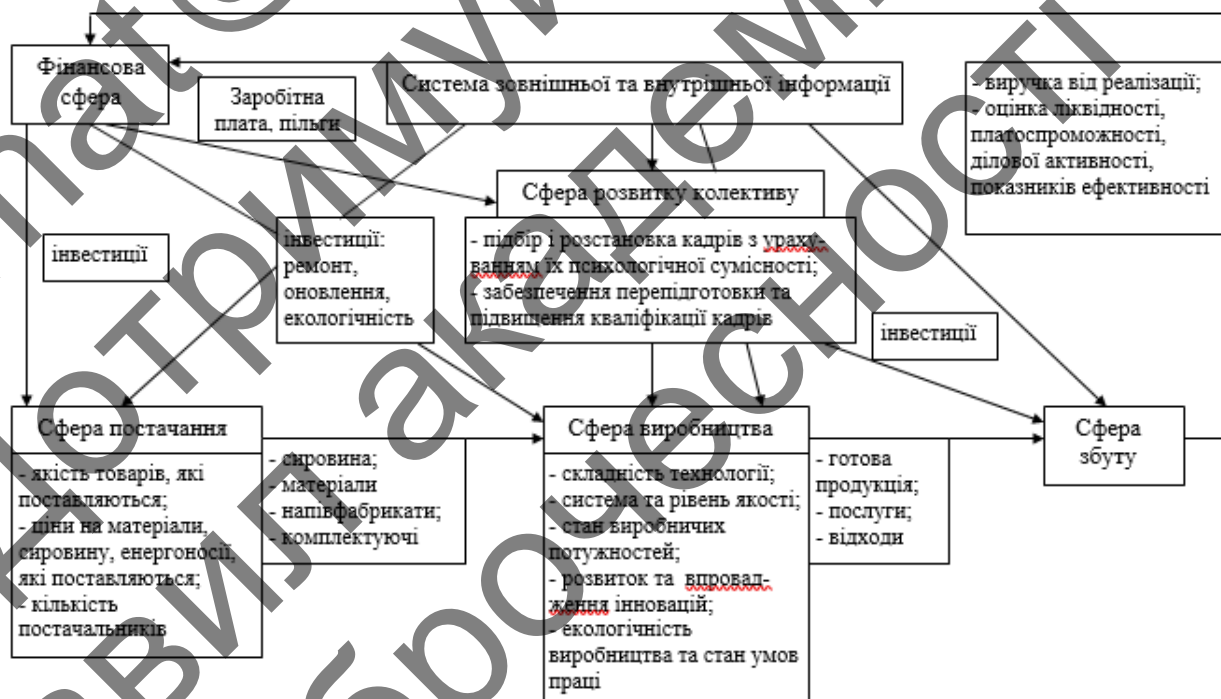 Фінансова
сфера
Заробітна
плата, пільги
Система зовнішньої та внутрішньої інформації
- виручка від реалізації;
- оцінка ліквідності,
платоспроможності,
ділової активності,
показників ефективності
Сфера розвитку колективу
- підбір і розстановка кадрів з ураху-
ванням їх психологічної сумісності;
- забезпечення перепідготовки та
підвищення кваліфікації кадрів
інвестиції
інвестиції:
ремонт,
оновлення,
екологічність
інвестиції
Сфера постачання
- якість товарів, які
поставляються;
- ціни на матеріали,
сировину, енергоносії,
які поставляються;
- кількість
постачальників
- сировина;
- матеріали
- напівфабрикати;
- комплектуючі
Сфера виробництва
- складність технології;
- система та рівень якості;
- стан виробничих
потужностей;
- розвиток та впровад-
ження інновацій;
- екологічність
виробництва та стан умов
праці
- готова
продукція;
- послуги;
- відходи
Сфера
збуту